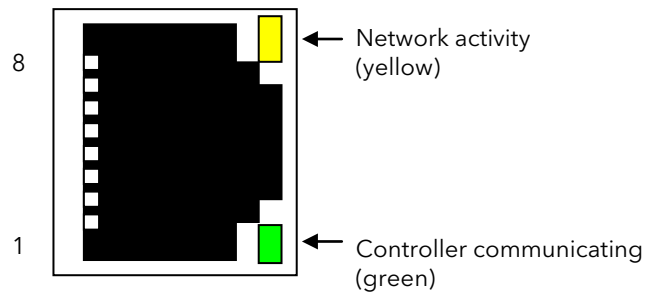 8
Network activity
(yellow)
1
Controller communicating
(green)